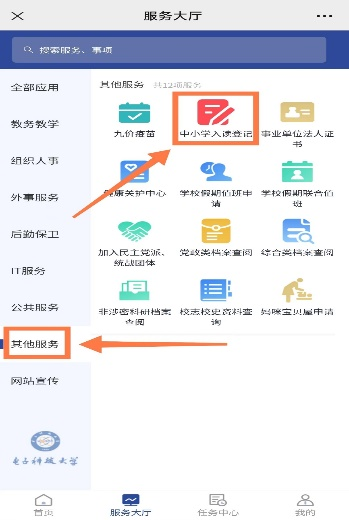 服务大厅
搜索服务、事项
全部应用
教务教学
组织人事
外事服务
后勤保卫
IT服务
公共服务
其他服务
网站宣传
电子科技大学
其他服务 共12项服务
九价疫苗
中小学入读登记
事业单位法人证
书
健康关护中心
学校假期值班申
请
学校假期联合值
班
加入民主党派、
统战团体
党政类档案查阅
综合类档案查阅
非涉密科研档案
查阅
校志校史资料查
询
妈咪宝贝屋申请
首页
服务大厅
任务中心
我的